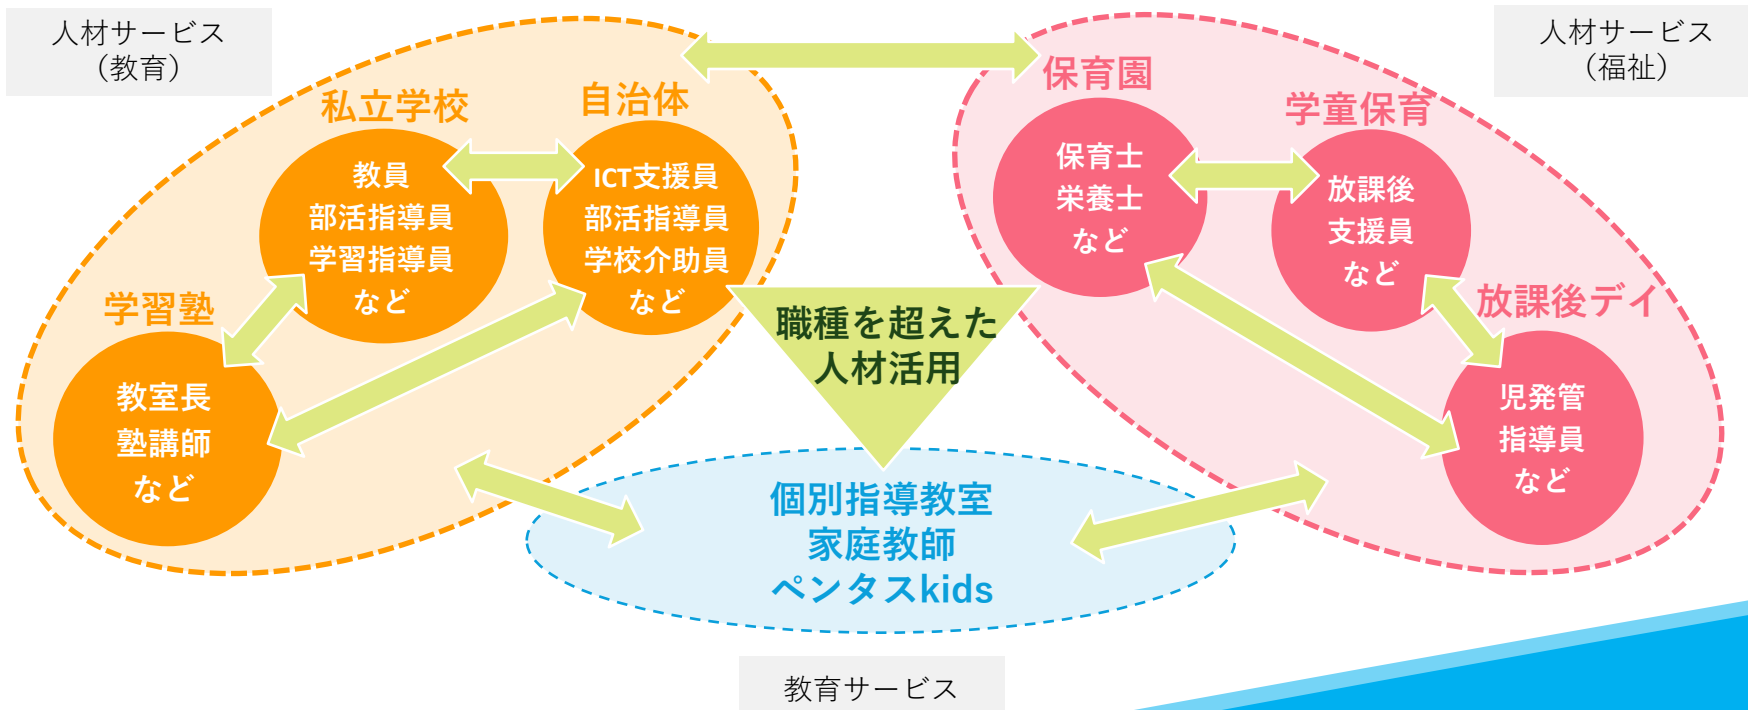 人材サービス
（教育）
人材サービス
（福祉）
私立学校
教員
部活指導員
学習指導員
など
自治体
ICT支援員
部活指導員
学校介助員
など
学習塾
教室長
塾講師
など
保育園
保育士
栄養士
など
学童保育
放課後
支援員
など
放課後デイ
児発管
指導員
など
職種を超えた
人材活用
個別指導教室
家庭教師
ペンタスkids
教育サービス